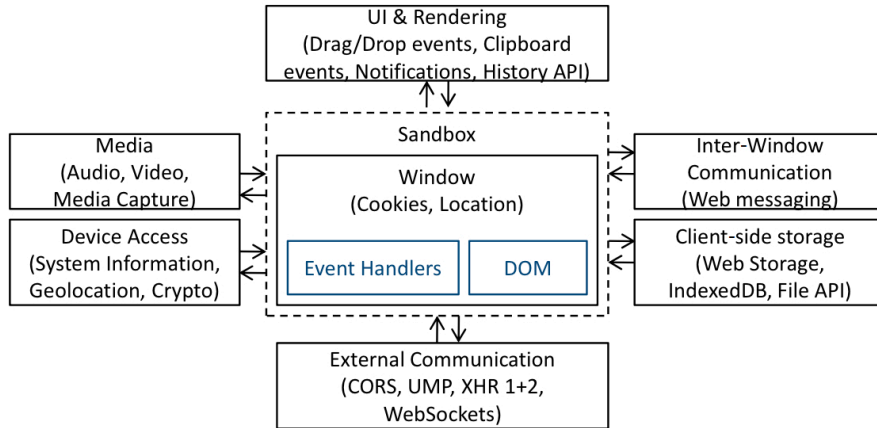 UI & Rendering
(Drag/Drop events, Clipboard
events, Notifications, History API)
Sandbox
Media
(Audio, Video,
Media Capture)
Window
(Cookies, Location)
Inter-Window
Communication
(Web messaging)
Device Access
(System Information,
Geolocation, Crypto)
Event Handlers
DOM
Client-side storage
(Web Storage,
IndexedDB, File API)
External Communication
(CORS, UMP, XHR 1+2,
WebSockets)